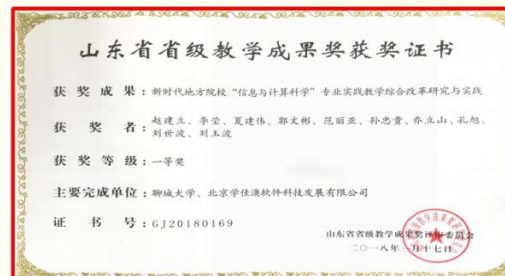 山东省省级教学成果奖获奖证书
获奖成果：新时代地方院校“信息与计算科学”专业实践教学综合改革研究与实践
获奖者：赵建立、李莹、夏建伟、郭文彬、范丽亚、孙忠贵、乔立山、孔旭、
刘世波、刘玉波
获奖等级：一等奖
主要完成单位：聊城大学、北京学佳澳软件科技发展有限公司
证书号：GJ20180169
山东省省级教学成果奖评审委员会
二〇一八年一月十七日